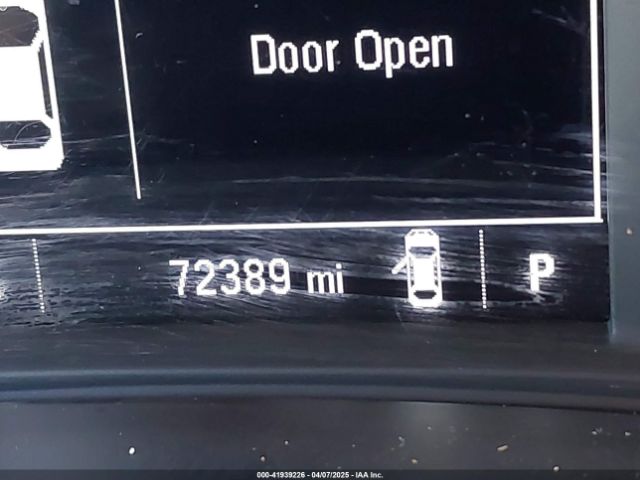 Door Open
72389 mi
P
000-41939226 - 04/07/2025 - IAA Inc.